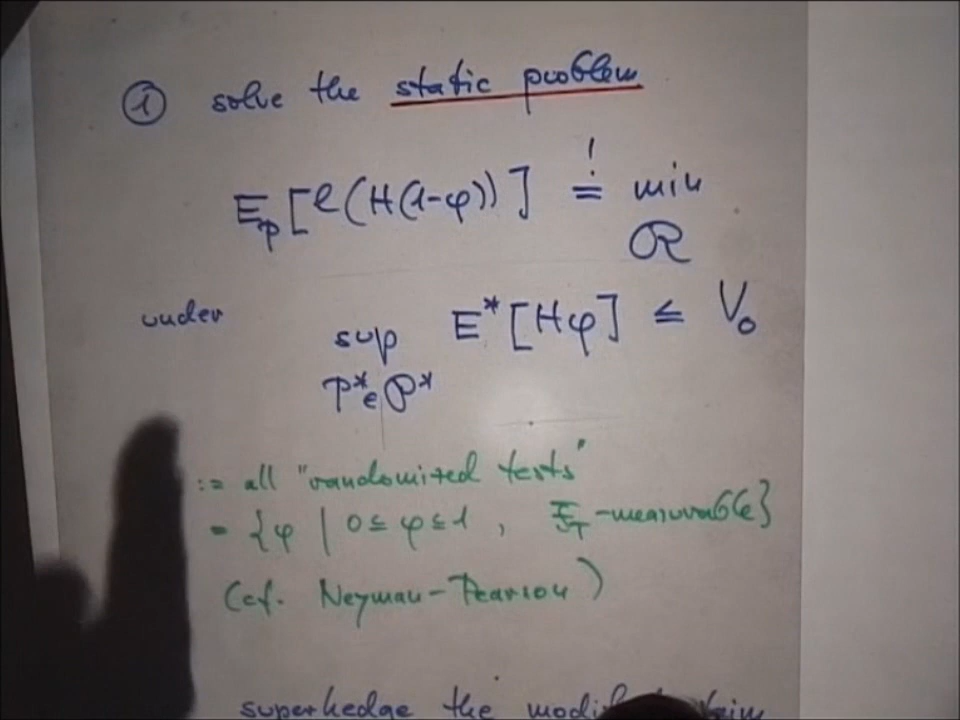 ① solve the static problem
E_P [ℓ(H(1-φ))] =! min
ℛ
under sup E*[Hφ] ≤ V₀
P*∈𝒫*
:= all "randomized tests"
= {φ | 0 ≤ φ ≤ 1 , ℱ_T-measurable}
(cf. Neyman-Pearson)
superhedge the